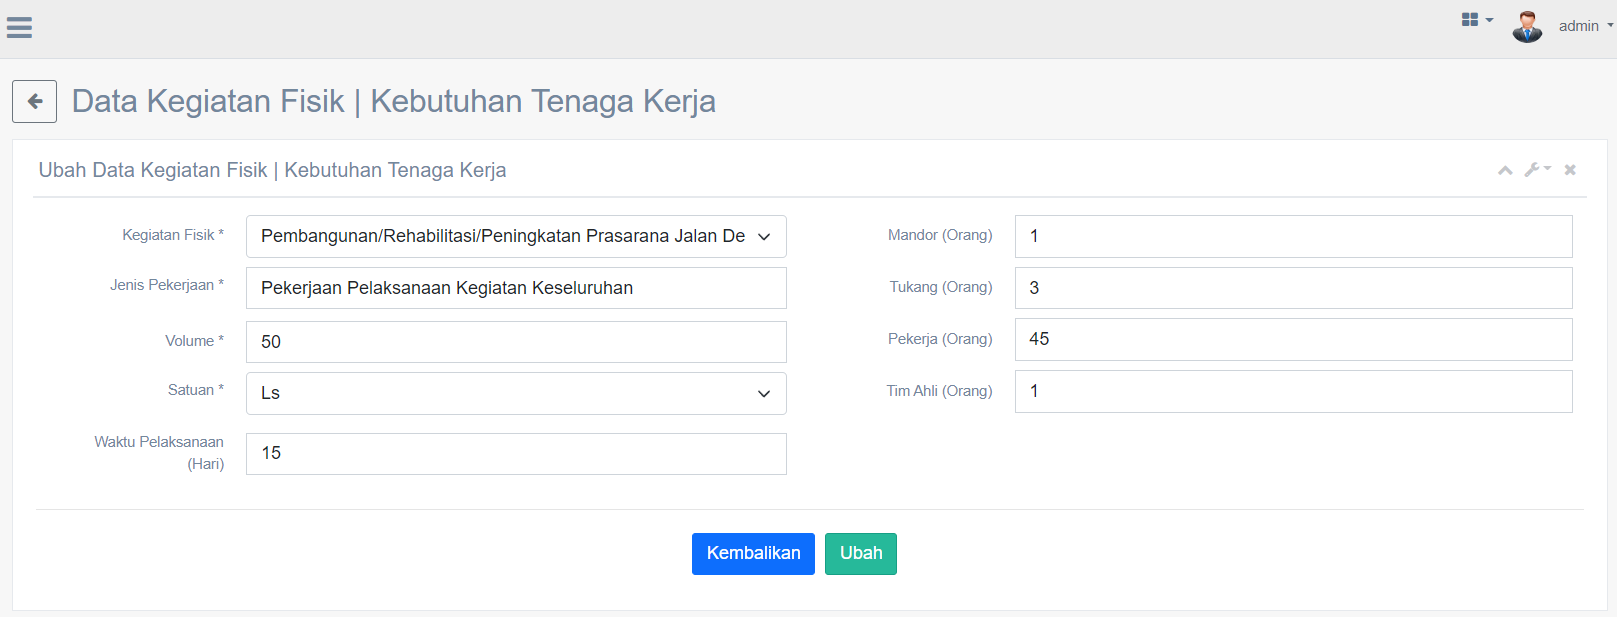 admin
Data Kegiatan Fisik | Kebutuhan Tenaga Kerja
Ubah Data Kegiatan Fisik | Kebutuhan Tenaga Kerja
Kegiatan Fisik *
Pembangunan/Rehabilitasi/Peningkatan Prasarana Jalan De
Jenis Pekerjaan *
Pekerjaan Pelaksanaan Kegiatan Keseluruhan
Volume *
50
Satuan *
Ls
Waktu Pelaksanaan
(Hari)
15
Mandor (Orang)
1
Tukang (Orang)
3
Pekerja (Orang)
45
Tim Ahli (Orang)
1
Kembalikan
Ubah